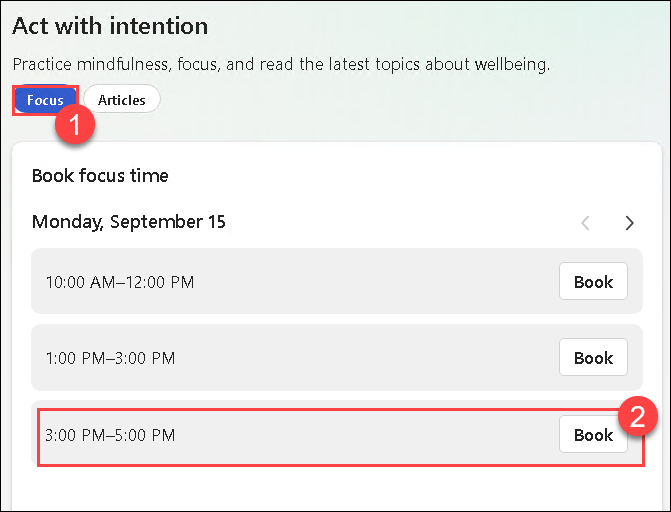 Act with intention
Practice mindfulness, focus, and read the latest topics about wellbeing.
Focus Articles
1
Book focus time
Monday, September 15
10:00 AM–12:00 PM Book
1:00 PM–3:00 PM Book
2
3:00 PM–5:00 PM Book